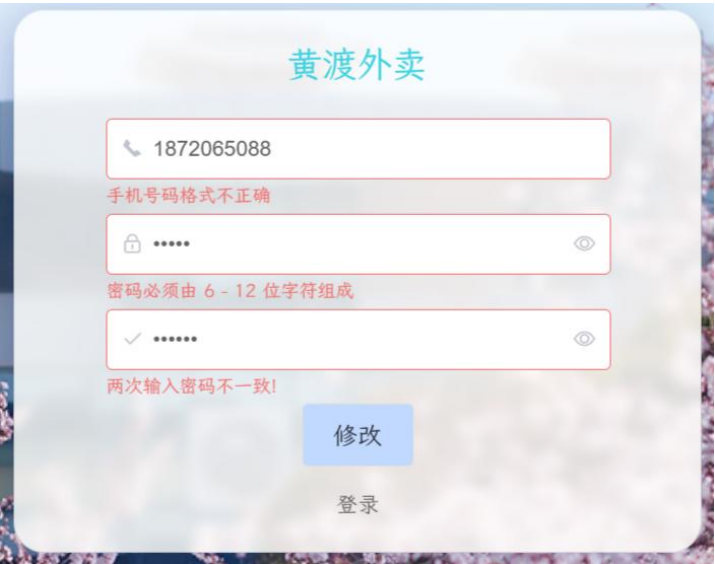 黄渡外卖
1872065088
手机号码格式不正确
•••••
密码必须由 6 - 12 位字符组成
••••••
两次输入密码不一致!
修改
登录